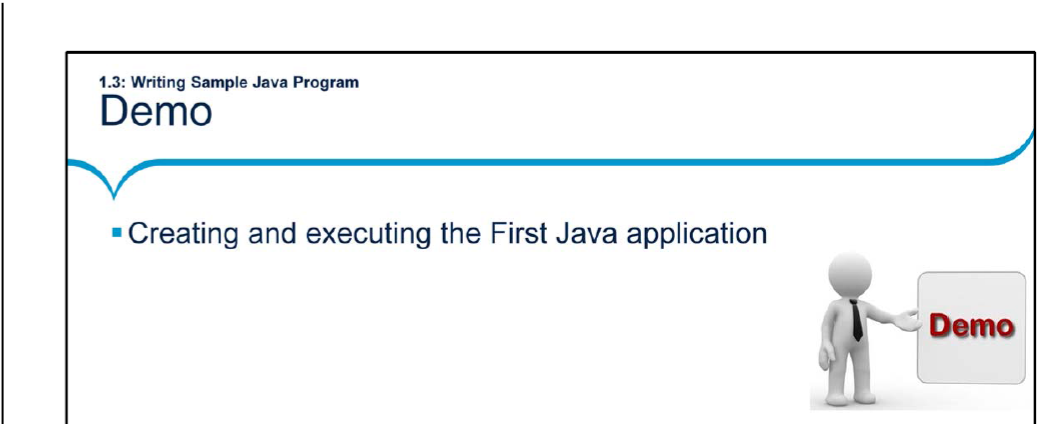 1.3: Writing Sample Java Program
Demo
▪ Creating and executing the First Java application
Demo